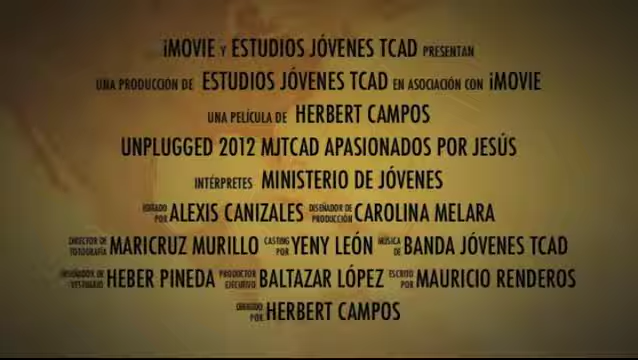 iMOVIE Y ESTUDIOS JÓVENES TCAD PRESENTAN
UNA PRODUCCIÓN DE ESTUDIOS JÓVENES TCAD EN ASOCIACIÓN CON iMOVIE
UNA PELÍCULA DE HERBERT CAMPOS
UNPLUGGED 2012 MJTCAD APASIONADOS POR JESÚS
INTÉRPRETES MINISTERIO DE JÓVENES
EDITADO POR ALEXIS CANIZALES DISEÑADOR DE PRODUCCIÓN CAROLINA MELARA
DIRECTOR DE FOTOGRAFÍA MARICRUZ MURILLO CASTING POR YENY LEÓN MÚSICA DE BANDA JÓVENES TCAD
DISEÑADOR DE VESTUARIO HEBER PINEDA PRODUCTOR EJECUTIVO BALTAZAR LÓPEZ ESCRITO POR MAURICIO RENDEROS
DIRIGIDO POR HERBERT CAMPOS